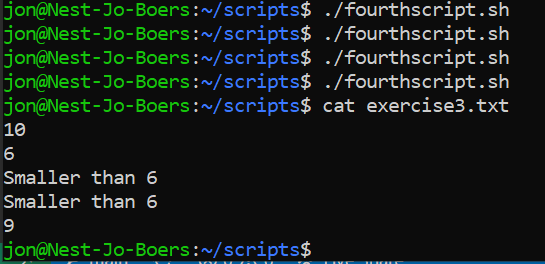 jon@Nest-Jo-Boers:~/scripts$ ./fourthscript.sh
jon@Nest-Jo-Boers:~/scripts$ ./fourthscript.sh
jon@Nest-Jo-Boers:~/scripts$ ./fourthscript.sh
jon@Nest-Jo-Boers:~/scripts$ ./fourthscript.sh
jon@Nest-Jo-Boers:~/scripts$ cat exercise3.txt
10
6
Smaller than 6
Smaller than 6
9
jon@Nest-Jo-Boers:~/scripts$